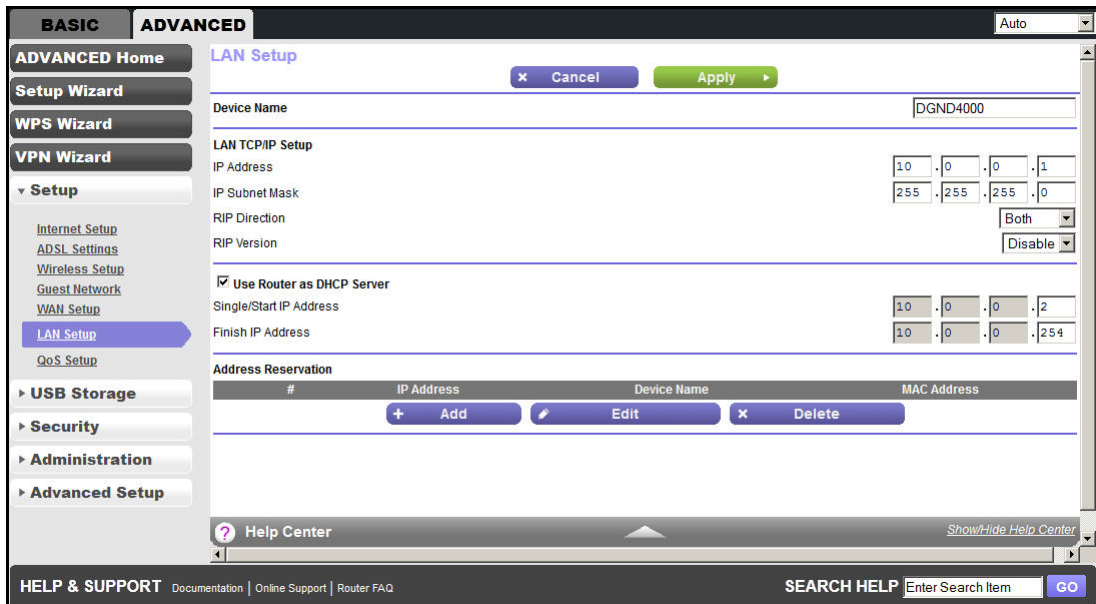 BASIC ADVANCED Auto
ADVANCED Home
Setup Wizard
WPS Wizard
VPN Wizard
Setup
Internet Setup
ADSL Settings
Wireless Setup
Guest Network
WAN Setup
LAN Setup
QoS Setup
USB Storage
Security
Administration
Advanced Setup
LAN Setup
Cancel Apply
Device Name DGND4000
LAN TCP/IP Setup
IP Address 10 . 0 . 0 . 1
IP Subnet Mask 255 . 255 . 255 . 0
RIP Direction Both
RIP Version Disable
Use Router as DHCP Server
Single/Start IP Address 10 . 0 . 0 . 2
Finish IP Address 10 . 0 . 0 . 254
Address Reservation
# IP Address Device Name MAC Address
+ Add Edit × Delete
? Help Center Show/Hide Help Center
HELP & SUPPORT Documentation | Online Support | Router FAQ SEARCH HELP Enter Search Item GO